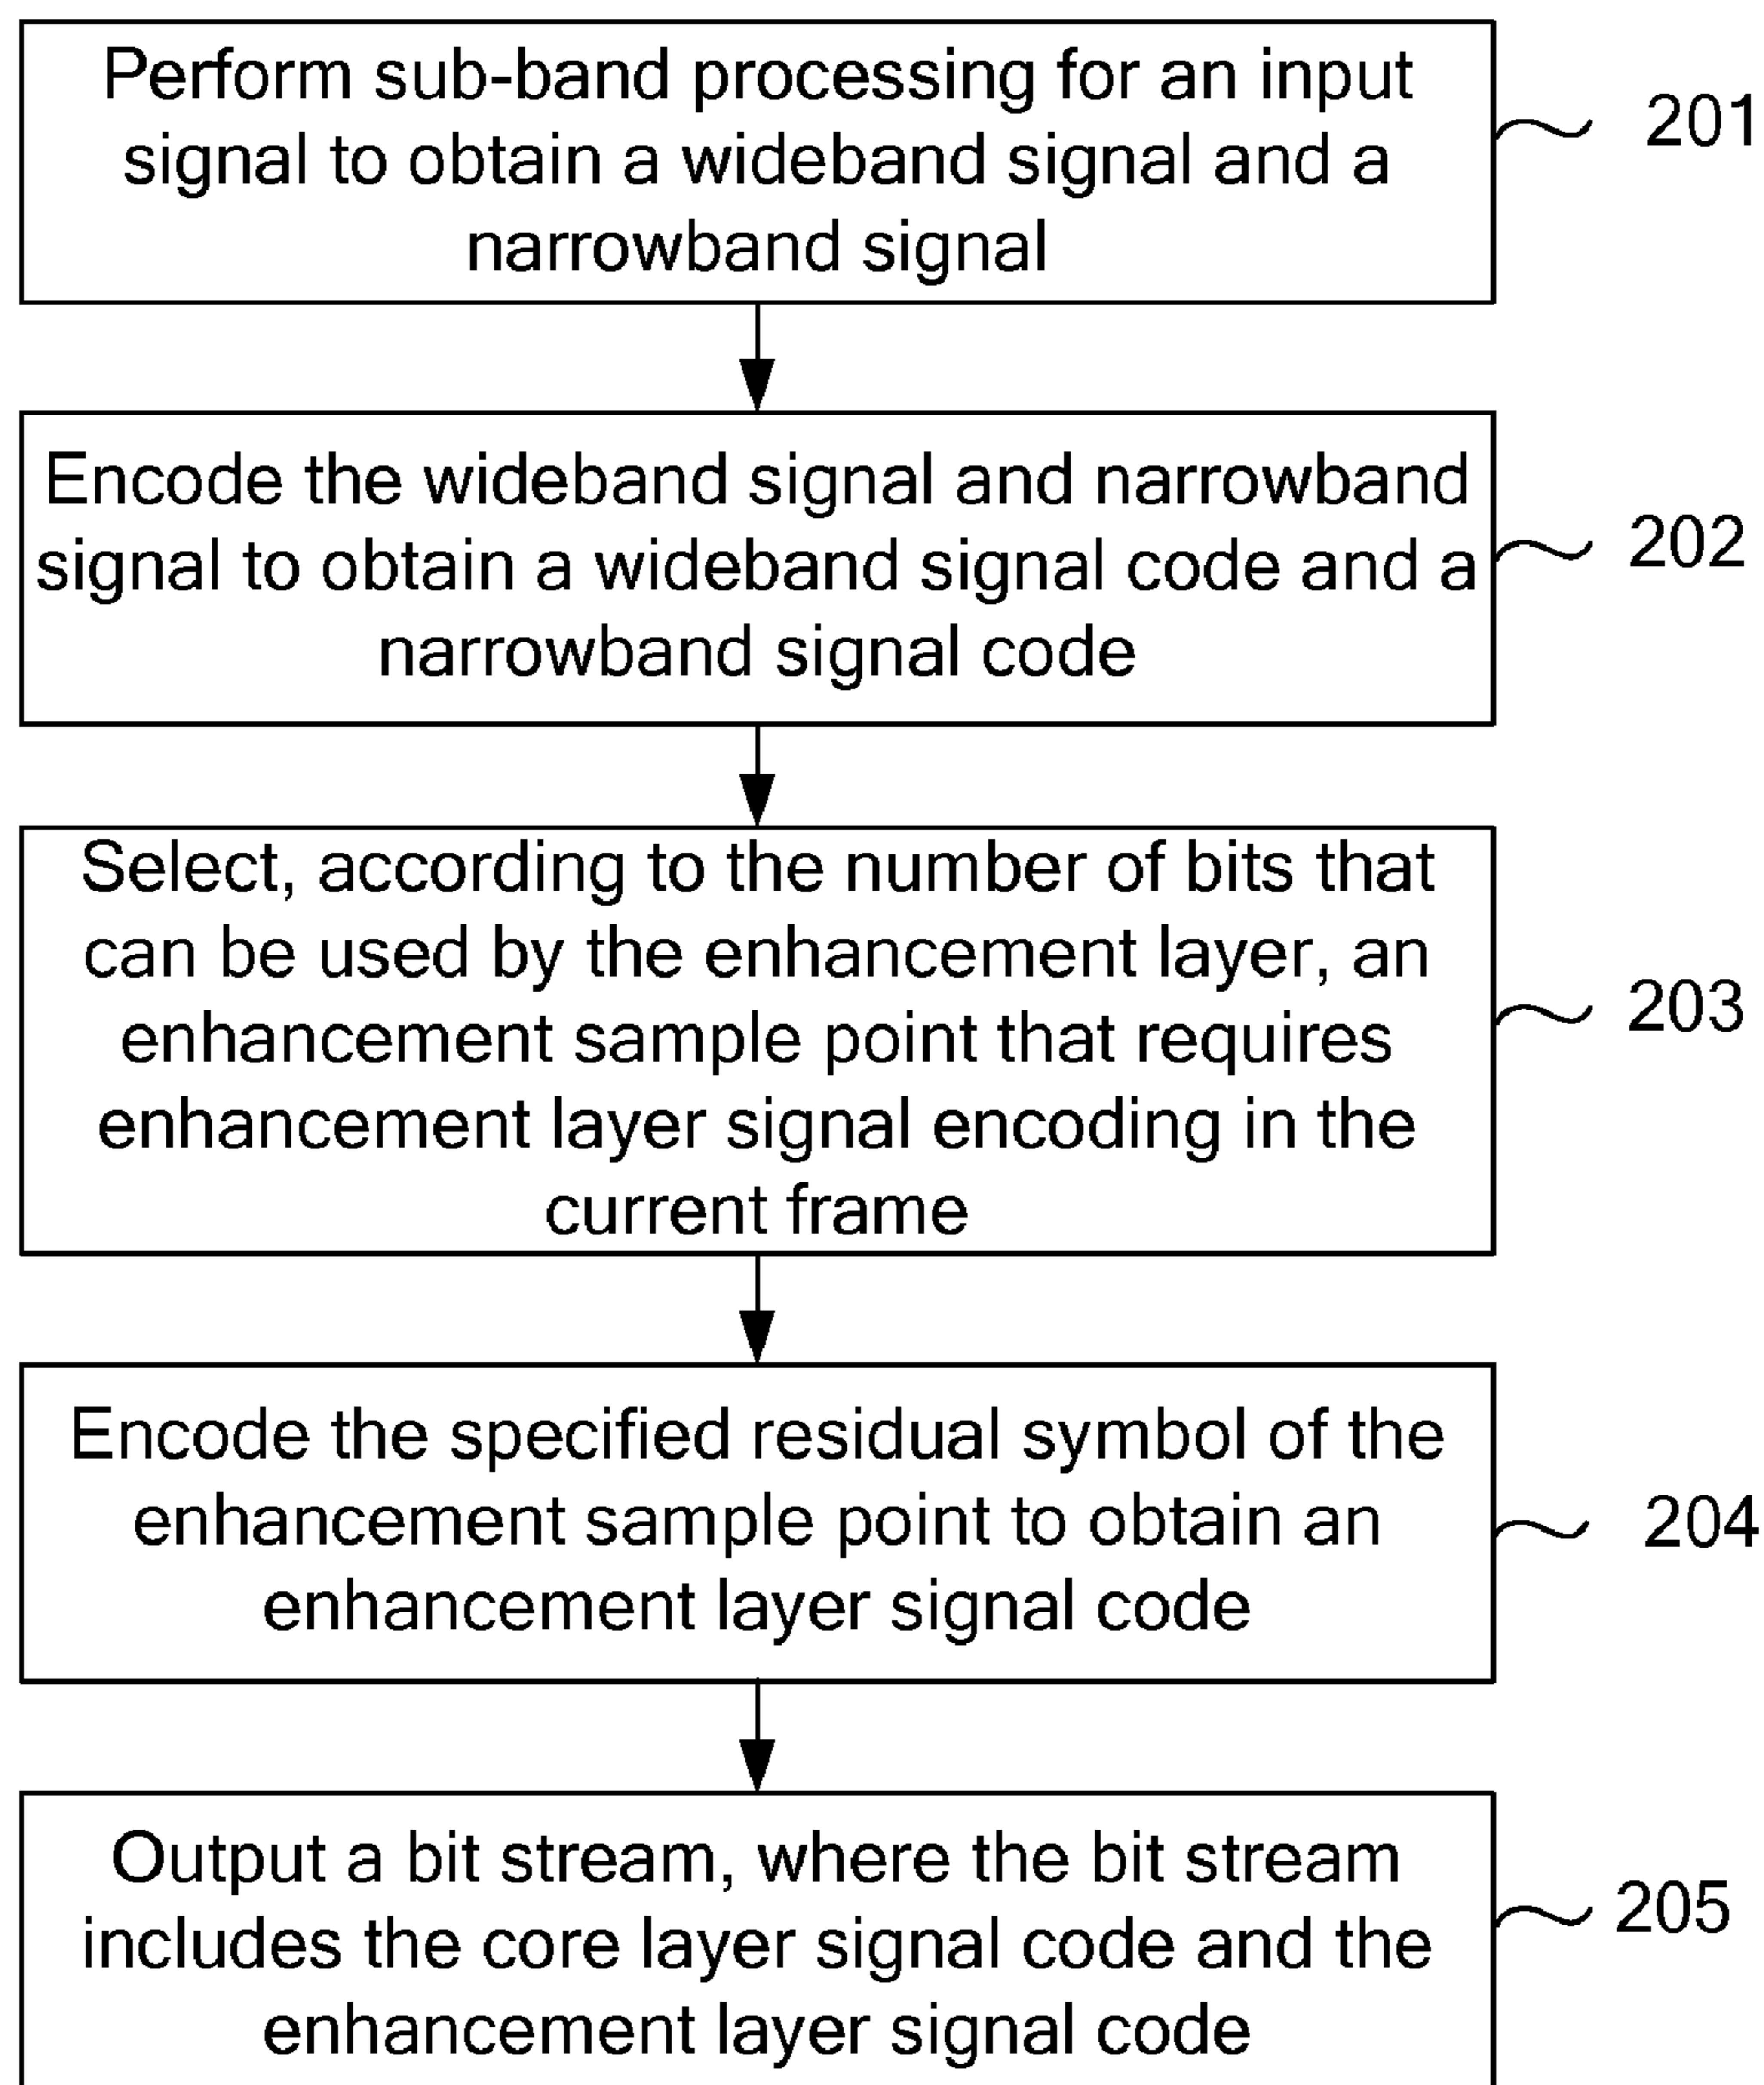 Perform sub-band processing for an input
signal to obtain a wideband signal and a
narrowband signal
201
Encode the wideband signal and narrowband
signal to obtain a wideband signal code and a
narrowband signal code
202
Select, according to the number of bits that
can be used by the enhancement layer, an
enhancement sample point that requires
enhancement layer signal encoding in the
current frame
203
Encode the specified residual symbol of the
enhancement sample point to obtain an
enhancement layer signal code
204
Output a bit stream, where the bit stream
includes the core layer signal code and the
enhancement layer signal code
205